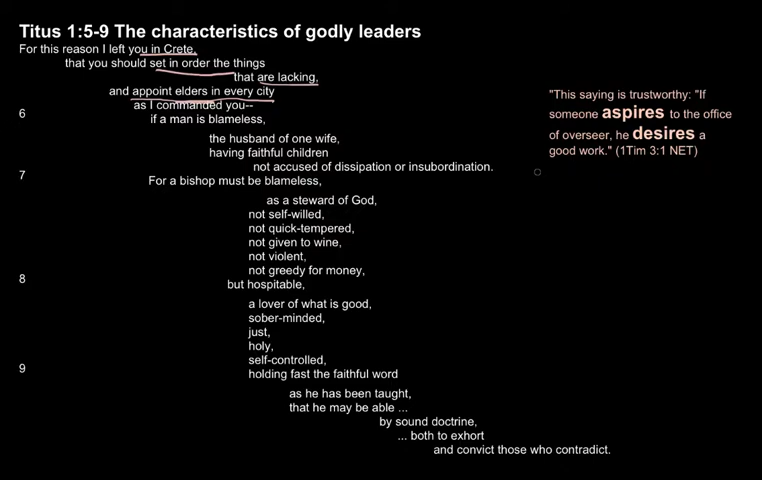 Titus 1:5-9 The characteristics of godly leaders
For this reason I left you in Crete,
that you should set in order the things
that are lacking,
and appoint elders in every city
as I commanded you--
6
if a man is blameless,
the husband of one wife,
having faithful children
not accused of dissipation or insubordination.
7
For a bishop must be blameless,
as a steward of God,
not self-willed,
not quick-tempered,
not given to wine,
not violent,
not greedy for money,
8
but hospitable,
a lover of what is good,
sober-minded,
just,
holy,
self-controlled,
9
holding fast the faithful word
as he has been taught,
that he may be able ...
by sound doctrine,
... both to exhort
and convict those who contradict.
"This saying is trustworthy: "If
someone aspires to the office
of overseer, he desires a
good work." (1Tim 3:1 NET)